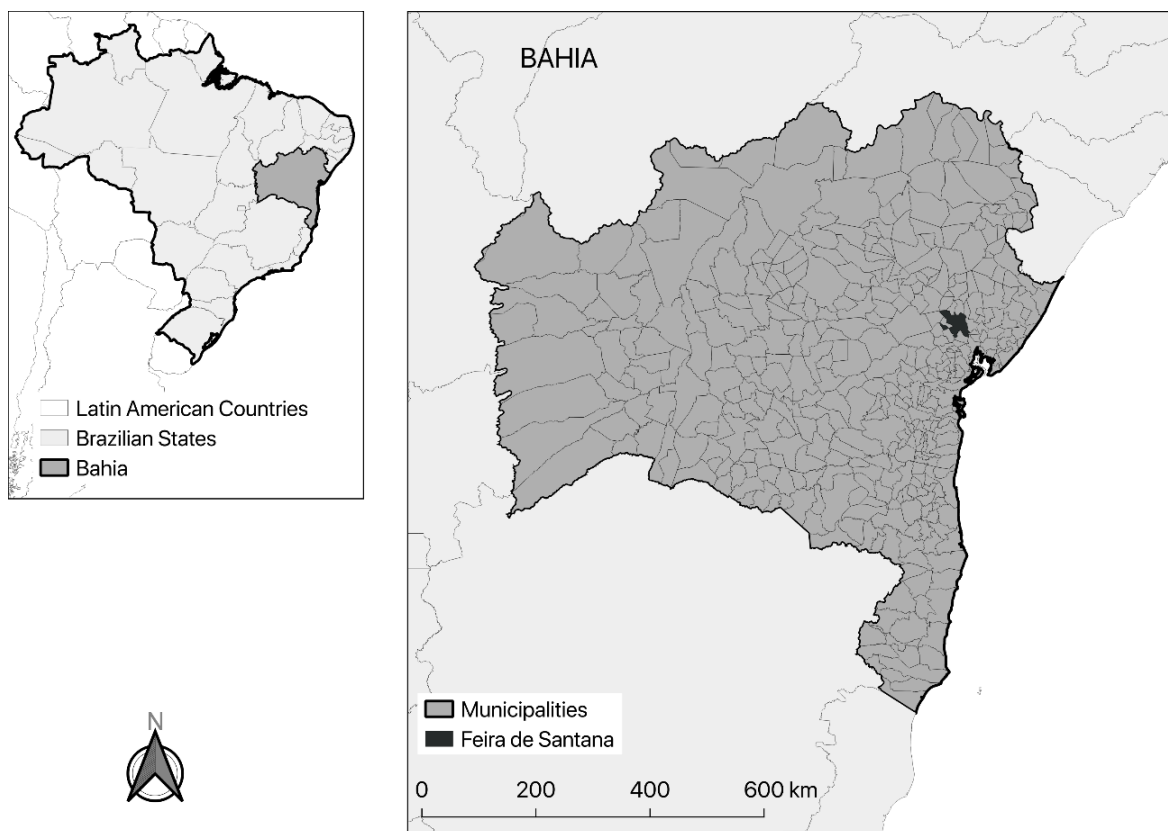 Latin American Countries
Brazilian States
Bahia
N
BAHIA
Municipalities
Feira de Santana
0 200 400 600 km